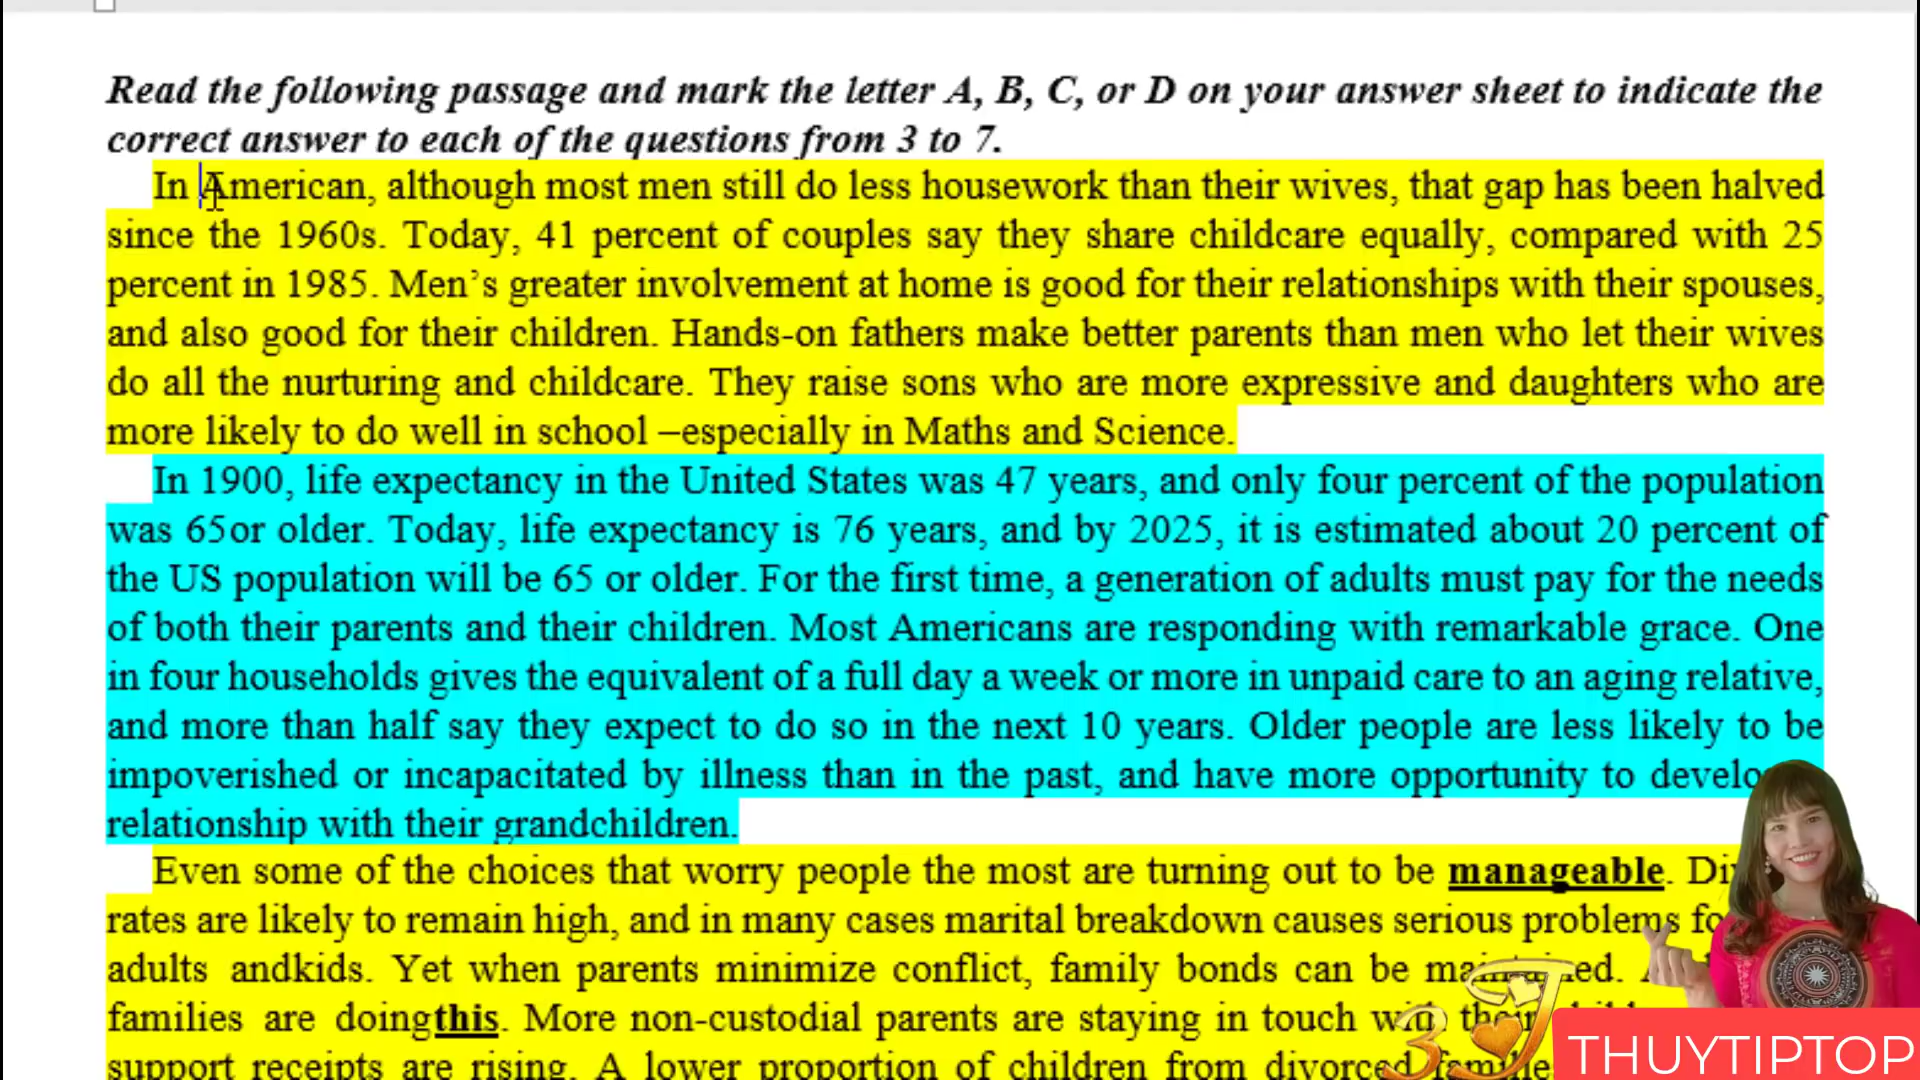 Read the following passage and mark the letter A, B, C, or D on your answer sheet to indicate the
correct answer to each of the questions from 3 to 7.
In American, although most men still do less housework than their wives, that gap has been halved
since the 1960s. Today, 41 percent of couples say they share childcare equally, compared with 25
percent in 1985. Men’s greater involvement at home is good for their relationships with their spouses,
and also good for their children. Hands-on fathers make better parents than men who let their wives
do all the nurturing and childcare. They raise sons who are more expressive and daughters who are
more likely to do well in school –especially in Maths and Science.
In 1900, life expectancy in the United States was 47 years, and only four percent of the population
was 65or older. Today, life expectancy is 76 years, and by 2025, it is estimated about 20 percent of
the US population will be 65 or older. For the first time, a generation of adults must pay for the needs
of both their parents and their children. Most Americans are responding with remarkable grace. One
in four households gives the equivalent of a full day a week or more in unpaid care to an aging relative,
and more than half say they expect to do so in the next 10 years. Older people are less likely to be
impoverished or incapacitated by illness than in the past, and have more opportunity to
relationship with their grandchildren.
Even some of the choices that worry people the most are turning out to be manageable.
rates are likely to remain high, and in many cases marital breakdown causes serious problems
adults andkids. Yet when parents minimize conflict, family bonds can be
families are doingthis. More non-custodial parents are staying in touch with their
support receipts are rising. A lower proportion of children from divorced
3 J
THUYTIPTOP